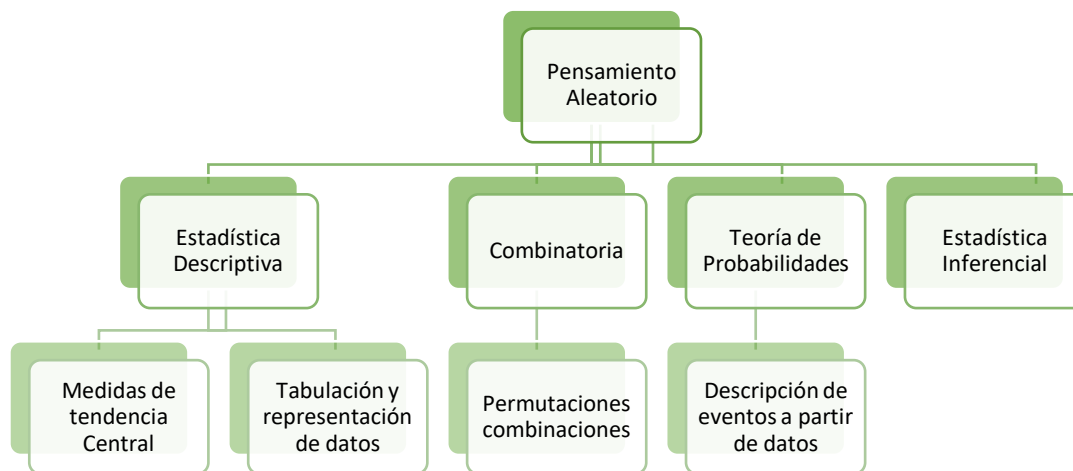 Pensamiento
Aleatorio
Estadística
Descriptiva
Combinatoria
Teoría de
Probabilidades
Estadística
Inferencial
Medidas de
tendencia
Central
Tabulación y
representación
de datos
Permutaciones
combinaciones
Descripción de
eventos a partir
de datos